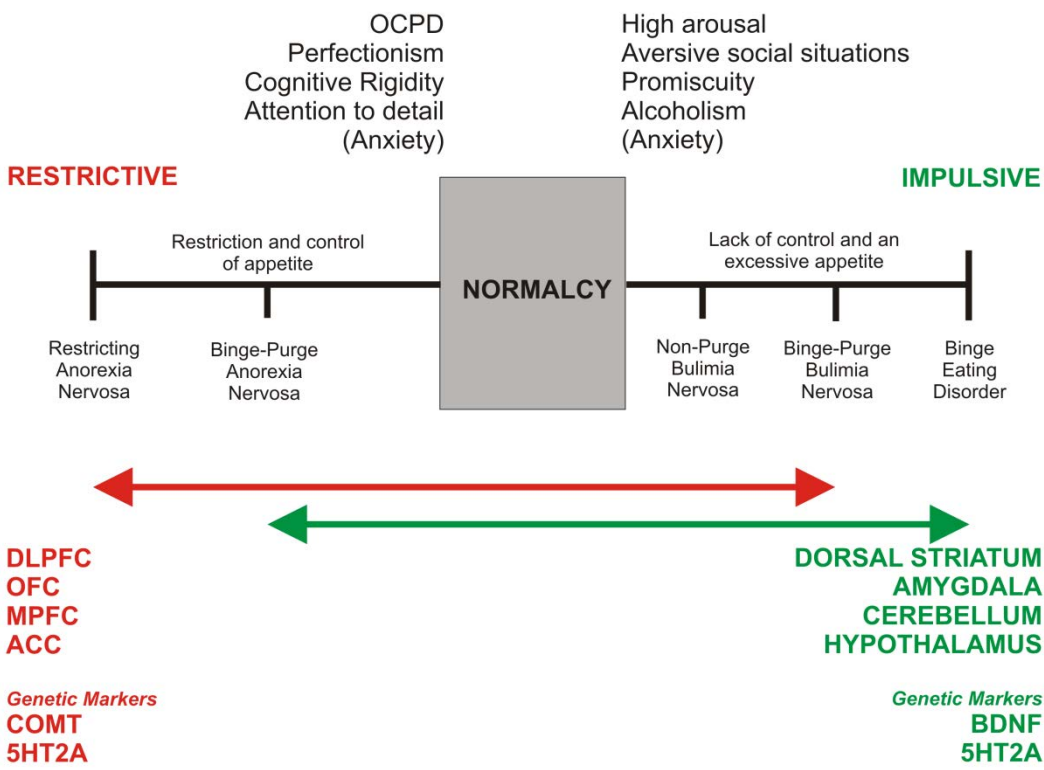 OCPD
Perfectionism
Cognitive Rigidity
Attention to detail
(Anxiety)
High arousal
Aversive social situations
Promiscuity
Alcoholism
(Anxiety)
RESTRICTIVE
IMPULSIVE
Restriction and control
of appetite
NORMALCY
Lack of control and an
excessive appetite
Restricting
Anorexia
Nervosa
Binge-Purge
Anorexia
Nervosa
Non-Purge
Bulimia
Nervosa
Binge-Purge
Bulimia
Nervosa
Binge
Eating
Disorder
DLPFC
OFC
MPFC
ACC
DORSAL STRIATUM
AMYGDALA
CEREBELLUM
HYPOTHALAMUS
Genetic Markers
COMT
5HT2A
Genetic Markers
BDNF
5HT2A